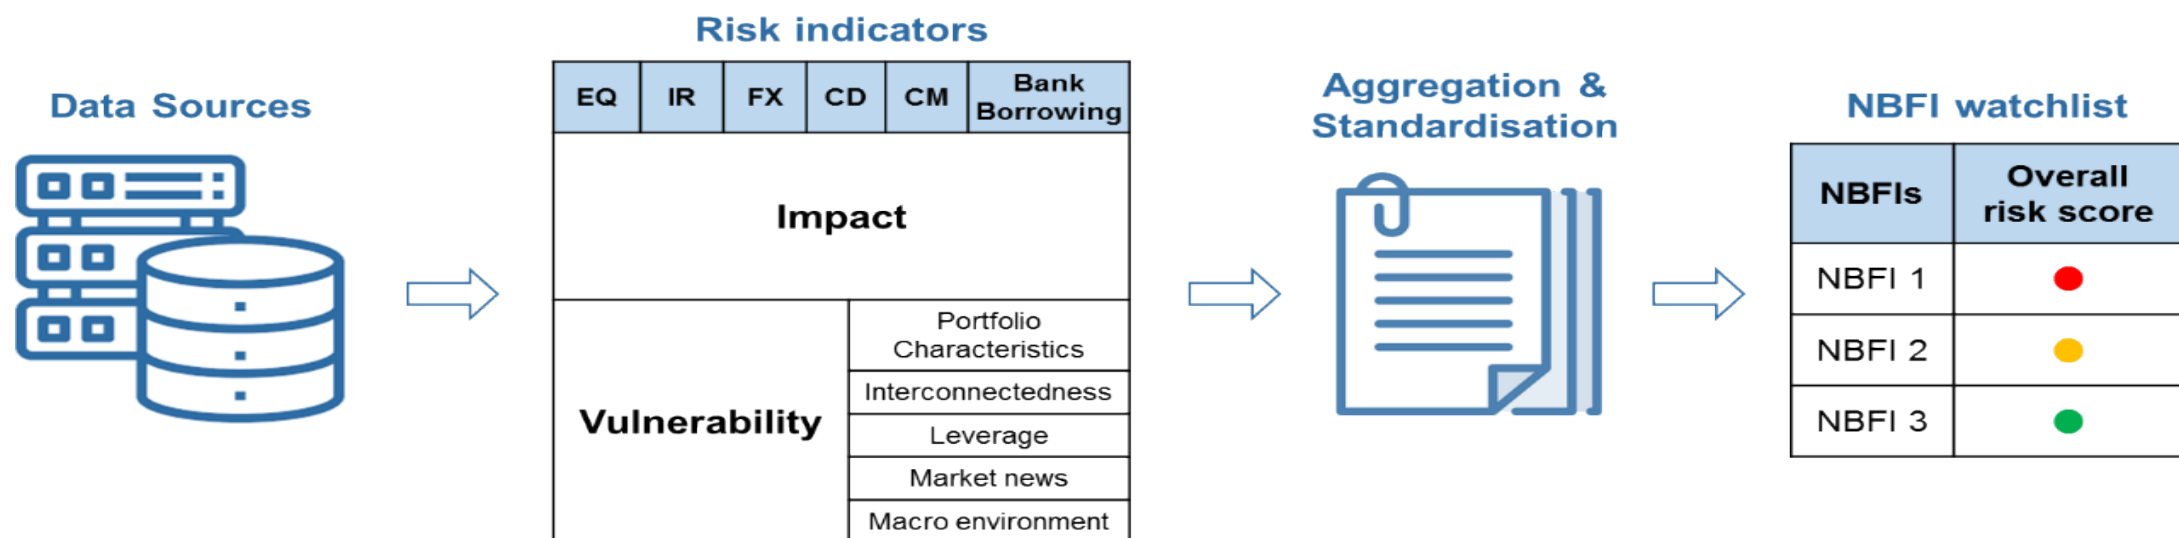 Data Sources
Risk indicators
EQ
IR
FX
CD
CM
Bank
Borrowing
Impact
Vulnerability
Portfolio
Characteristics
Interconnectedness
Leverage
Market news
Macro environment
Aggregation &
Standardisation
NBFI watchlist
NBFIs
Overall
risk score
NBFI 1
NBFI 2
NBFI 3